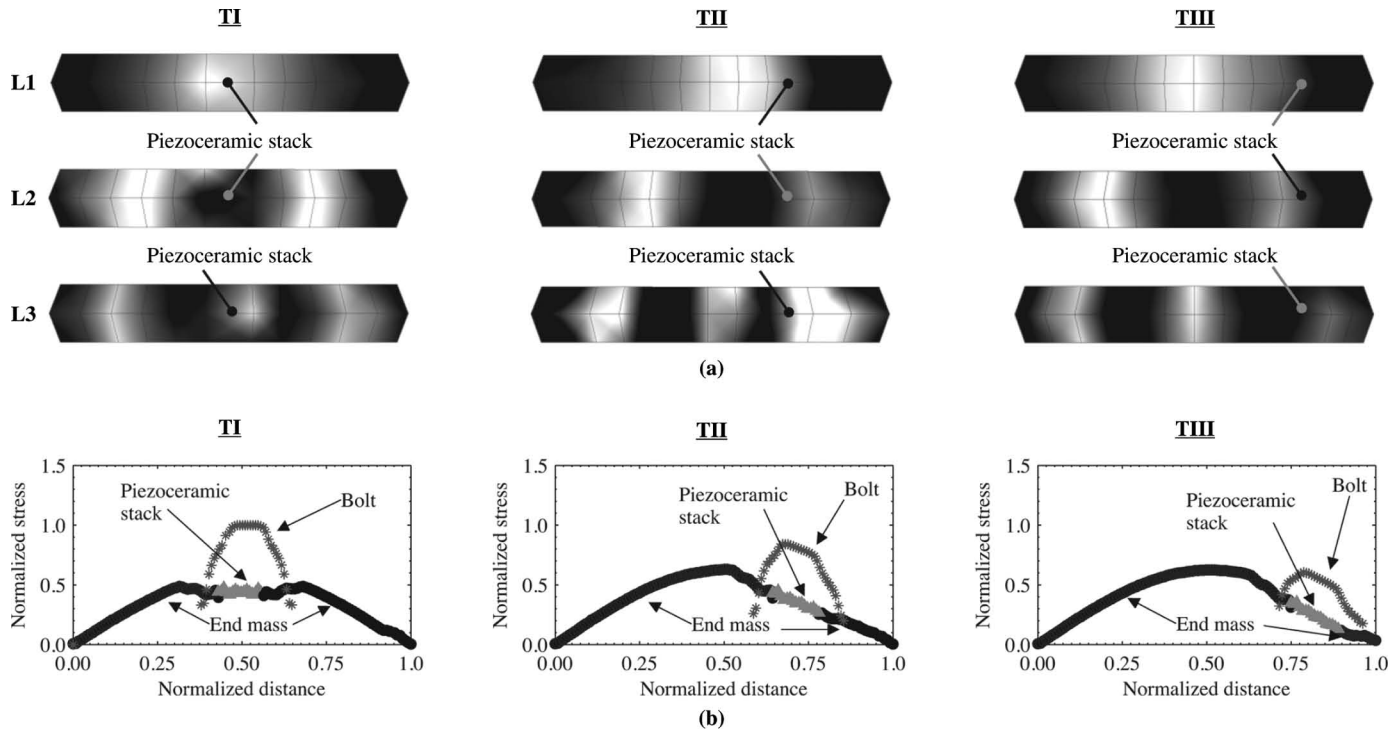 TI
TII
TIII
L1
Piezoceramic stack
Piezoceramic stack
Piezoceramic stack
L2
Piezoceramic stack
Piezoceramic stack
Piezoceramic stack
L3
(a)
TI
TII
TIII
Normalized stress
1.5
1.0
0.5
0.0
Piezoceramic
stack
Bolt
End mass
0.00
0.25
0.50
0.75
1.0
Normalized distance
Normalized stress
1.5
1.0
0.5
0.0
Piezoceramic
stack
Bolt
End mass
0.00
0.25
0.50
0.75
1.0
Normalized distance
Normalized stress
1.5
1.0
0.5
0.0
Piezoceramic
stack
Bolt
End mass
0.00
0.25
0.50
0.75
1.0
Normalized distance
(b)